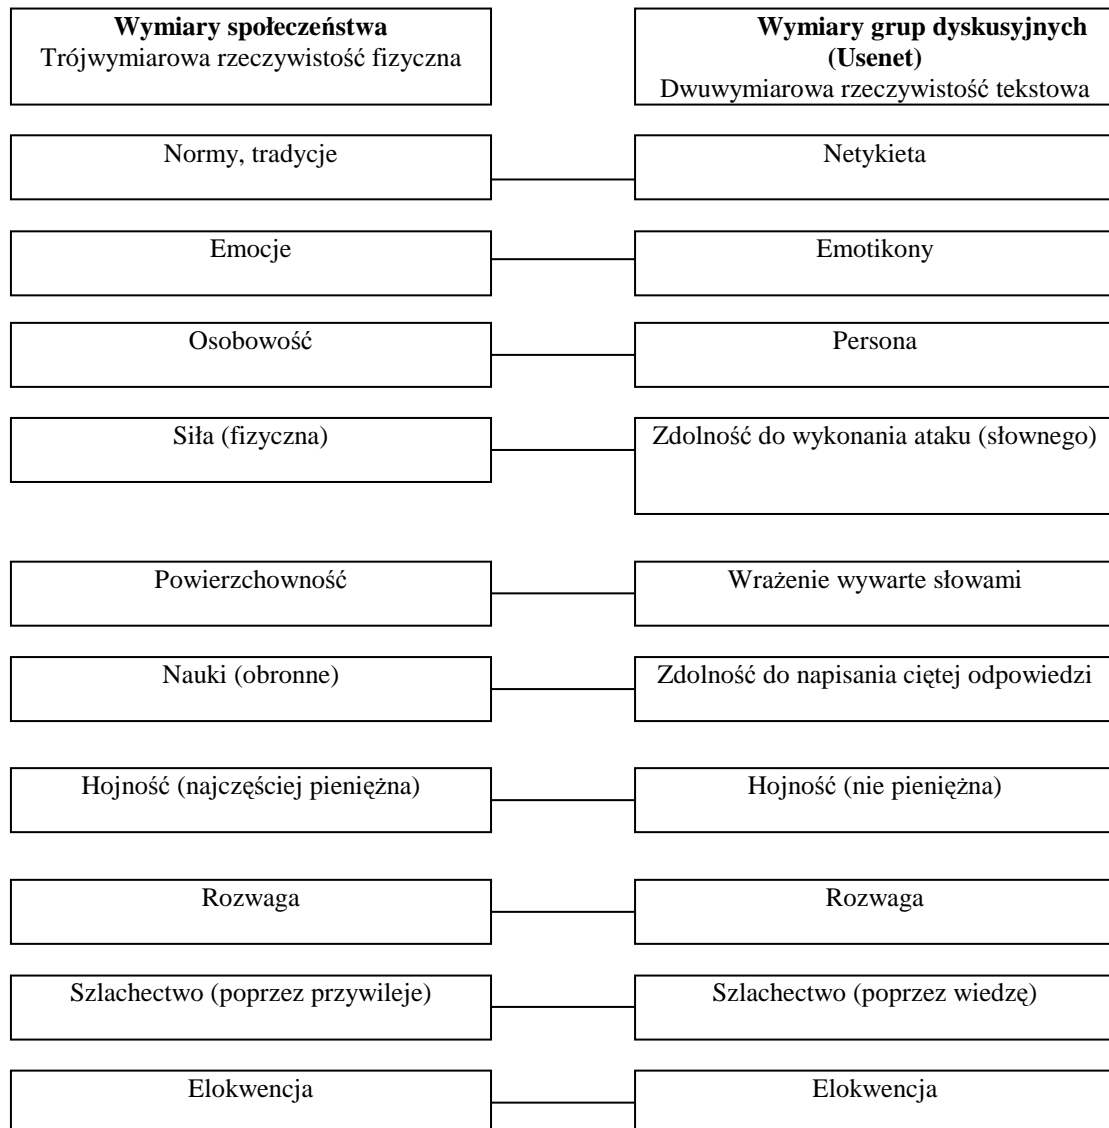 Wymiary społeczeństwa
Trójwymiarowa rzeczywistość fizyczna
Wymiary grup dyskusyjnych
(Usenet)
Dwuwymiarowa rzeczywistość tekstowa
Normy, tradycje
Netykieta
Emocje
Emotikony
Osobowość
Persona
Siła (fizyczna)
Zdolność do wykonania ataku (słownego)
Powierzchowność
Wrażenie wywarte słowami
Nauki (obronne)
Zdolność do napisania ciętej odpowiedzi
Hojność (najczęściej pieniężna)
Hojność (nie pieniężna)
Rozwaga
Rozwaga
Szlachectwo (poprzez przywileje)
Szlachectwo (poprzez wiedzę)
Elokwencja
Elokwencja